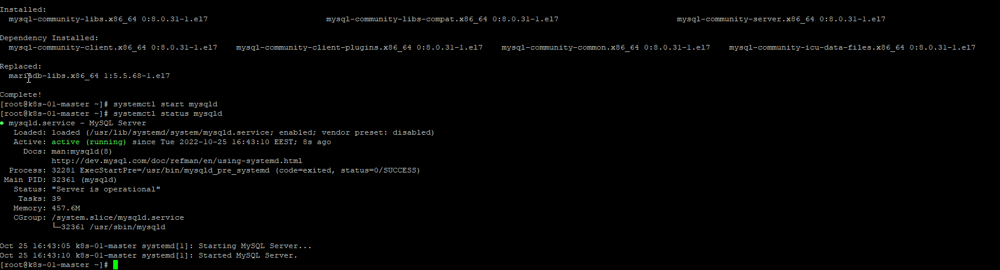 Installed:
  mysql-community-libs.x86_64 0:8.0.31-1.el7                         mysql-community-libs-compat.x86_64 0:8.0.31-1.el7                         mysql-community-server.x86_64 0:8.0.31-1.el7
Dependency Installed:
  mysql-community-client.x86_64 0:8.0.31-1.el7    mysql-community-client-plugins.x86_64 0:8.0.31-1.el7    mysql-community-common.x86_64 0:8.0.31-1.el7    mysql-community-icu-data-files.x86_64 0:8.0.31-1.el7
Replaced:
  mariadb-libs.x86_64 1:5.5.68-1.el7
Complete!
[root@k8s-01-master ~]# systemctl start mysqld
[root@k8s-01-master ~]# systemctl status mysqld
● mysqld.service - MySQL Server
   Loaded: loaded (/usr/lib/systemd/system/mysqld.service; enabled; vendor preset: disabled)
   Active: active (running) since Tue 2022-10-25 16:43:10 EEST; 8s ago
     Docs: man:mysqld(8)
           http://dev.mysql.com/doc/refman/en/using-systemd.html
  Process: 32281 ExecStartPre=/usr/bin/mysqld_pre_systemd (code=exited, status=0/SUCCESS)
 Main PID: 32361 (mysqld)
   Status: "Server is operational"
    Tasks: 39
   Memory: 457.6M
   CGroup: /system.slice/mysqld.service
           └─32361 /usr/sbin/mysqld
Oct 25 16:43:05 k8s-01-master systemd[1]: Starting MySQL Server...
Oct 25 16:43:10 k8s-01-master systemd[1]: Started MySQL Server.
[root@k8s-01-master ~]#